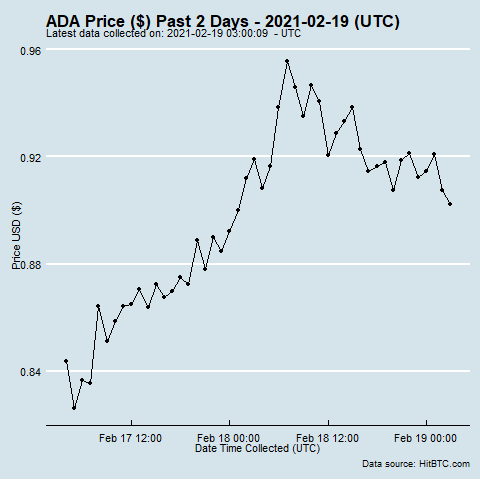 ADA Price ($) Past 2 Days - 2021-02-19 (UTC)
Latest data collected on: 2021-02-19 03:00:09 - UTC
0.96
0.92
0.88
0.84
Price USD ($)
Feb 17 12:00 Feb 18 00:00 Feb 18 12:00 Feb 19 00:00
Date Time Collected (UTC)
Data source: HitBTC.com